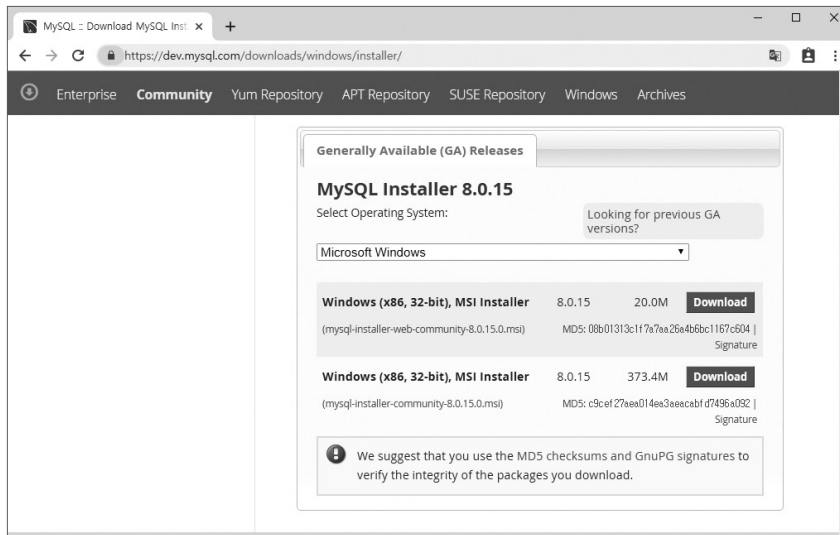 MySQL :: Download MySQL Inst
https://dev.mysql.com/downloads/windows/installer/
Enterprise Community Yum Repository APT Repository SUSE Repository Windows Archives
Generally Available (GA) Releases
MySQL Installer 8.0.15
Select Operating System:
Looking for previous GA
versions?
Microsoft Windows
Windows (x86, 32-bit), MSI Installer 8.0.15 20.0M Download
(mysql-installer-web-community-8.0.15.0.msi) MD5: 08b01313c1f7a7aa26a4b6bc1167c604 |
Signature
Windows (x86, 32-bit), MSI Installer 8.0.15 373.4M Download
(mysql-installer-community-8.0.15.0.msi) MD5: c9cef27aea014ea3aeacabfd7496a092 |
Signature
We suggest that you use the MD5 checksums and GnuPG signatures to
verify the integrity of the packages you download.